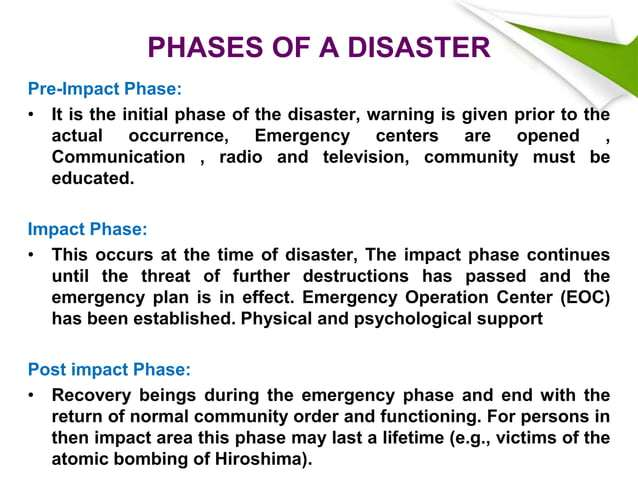 PHASES OF A DISASTER
Pre-Impact Phase:
• It is the initial phase of the disaster, warning is given prior to the
actual occurrence, Emergency centers are opened ,
Communication , radio and television, community must be
educated.
Impact Phase:
• This occurs at the time of disaster, The impact phase continues
until the threat of further destructions has passed and the
emergency plan is in effect. Emergency Operation Center (EOC)
has been established. Physical and psychological support
Post impact Phase:
• Recovery beings during the emergency phase and end with the
return of normal community order and functioning. For persons in
then impact area this phase may last a lifetime (e.g., victims of the
atomic bombing of Hiroshima).